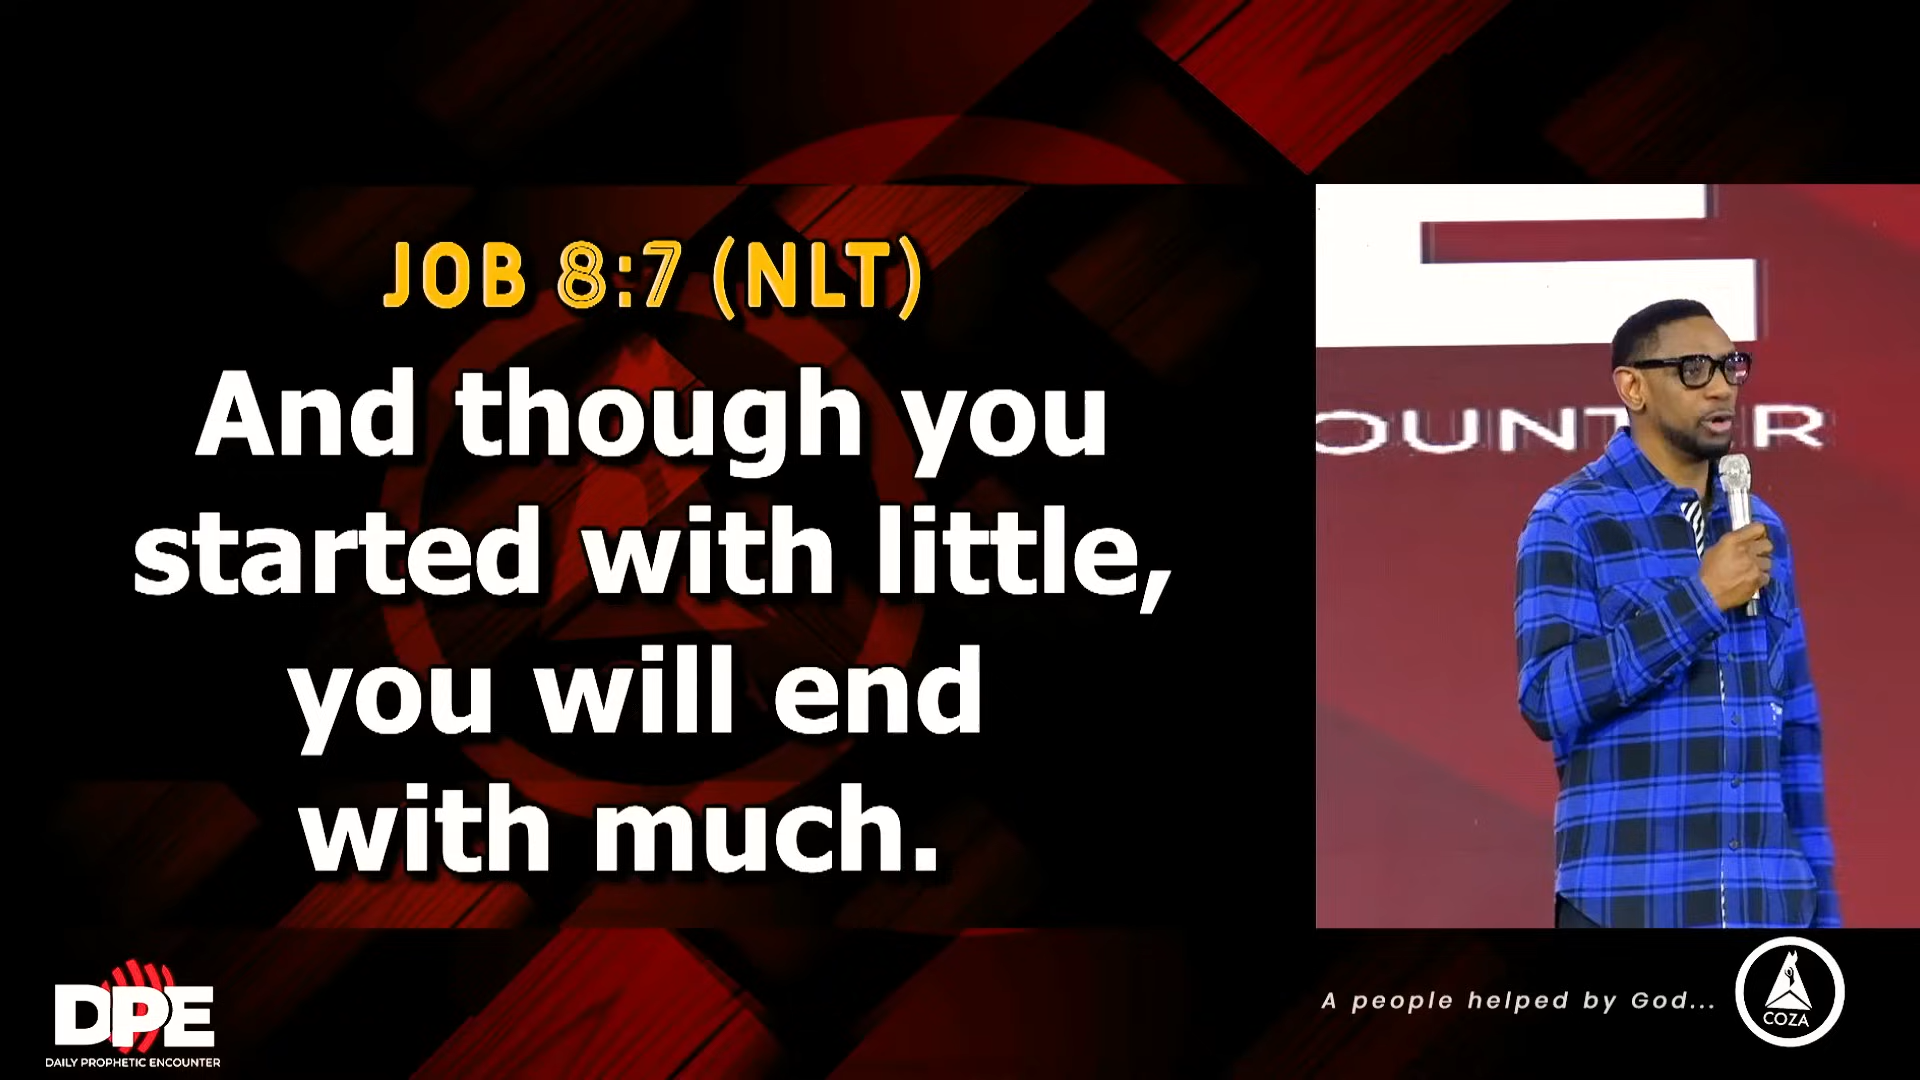 JOB 8:7 (NLT)
And though you
started with little,
you will end
with much.
OUNTER
DPE
DAILY PROPHETIC ENCOUNTER
A people helped by God...
COZA